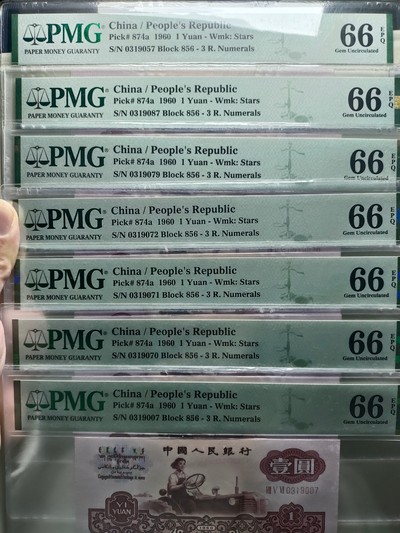 PMG
PAPER MONEY GUARANTY
China / People's Republic
Pick# 874a 1960 1 Yuan - Wmk: Stars
S/N 0319057 Block 856 - 3 R. Numerals
66 EPQ
Gem Uncirculated
PMG
PAPER MONEY GUARANTY
China / People's Republic
Pick# 874a 1960 1 Yuan - Wmk: Stars
S/N 0319087 Block 856 - 3 R. Numerals
66 EPQ
Gem Uncirculated
PMG
PAPER MONEY GUARANTY
China / People's Republic
Pick# 874a 1960 1 Yuan - Wmk: Stars
S/N 0319079 Block 856 - 3 R. Numerals
66 EPQ
Gem Uncirculated
PMG
PAPER MONEY GUARANTY
China / People's Republic
Pick# 874a 1960 1 Yuan - Wmk: Stars
S/N 0319072 Block 856 - 3 R. Numerals
66 EPQ
Gem Uncirculated
PMG
PAPER MONEY GUARANTY
China / People's Republic
Pick# 874a 1960 1 Yuan - Wmk: Stars
S/N 0319071 Block 856 - 3 R. Numerals
66 EPQ
Gem Uncirculated
PMG
PAPER MONEY GUARANTY
China / People's Republic
Pick# 874a 1960 1 Yuan - Wmk: Stars
S/N 0319070 Block 856 - 3 R. Numerals
66 EPQ
Gem Uncirculated
PMG
PAPER MONEY GUARANTY
China / People's Republic
Pick# 874a 1960 1 Yuan - Wmk: Stars
S/N 0319007 Block 856 - 3 R. Numerals
66 EPQ
Gem Uncirculated
中國人民銀行
壹圓
0319007
YI
YUAN
1960
1